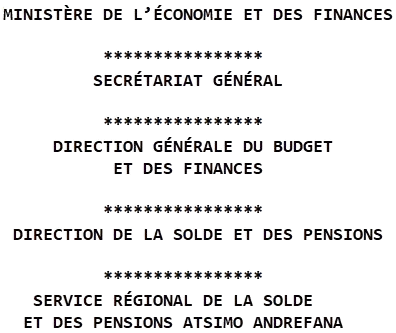 MINISTÈRE DE L’ÉCONOMIE ET DES FINANCES
****************
SECRÉTARIAT GÉNÉRAL
****************
DIRECTION GÉNÉRALE DU BUDGET
ET DES FINANCES
****************
DIRECTION DE LA SOLDE ET DES PENSIONS
****************
SERVICE RÉGIONAL DE LA SOLDE
ET DES PENSIONS ATSIMO ANDREFANA